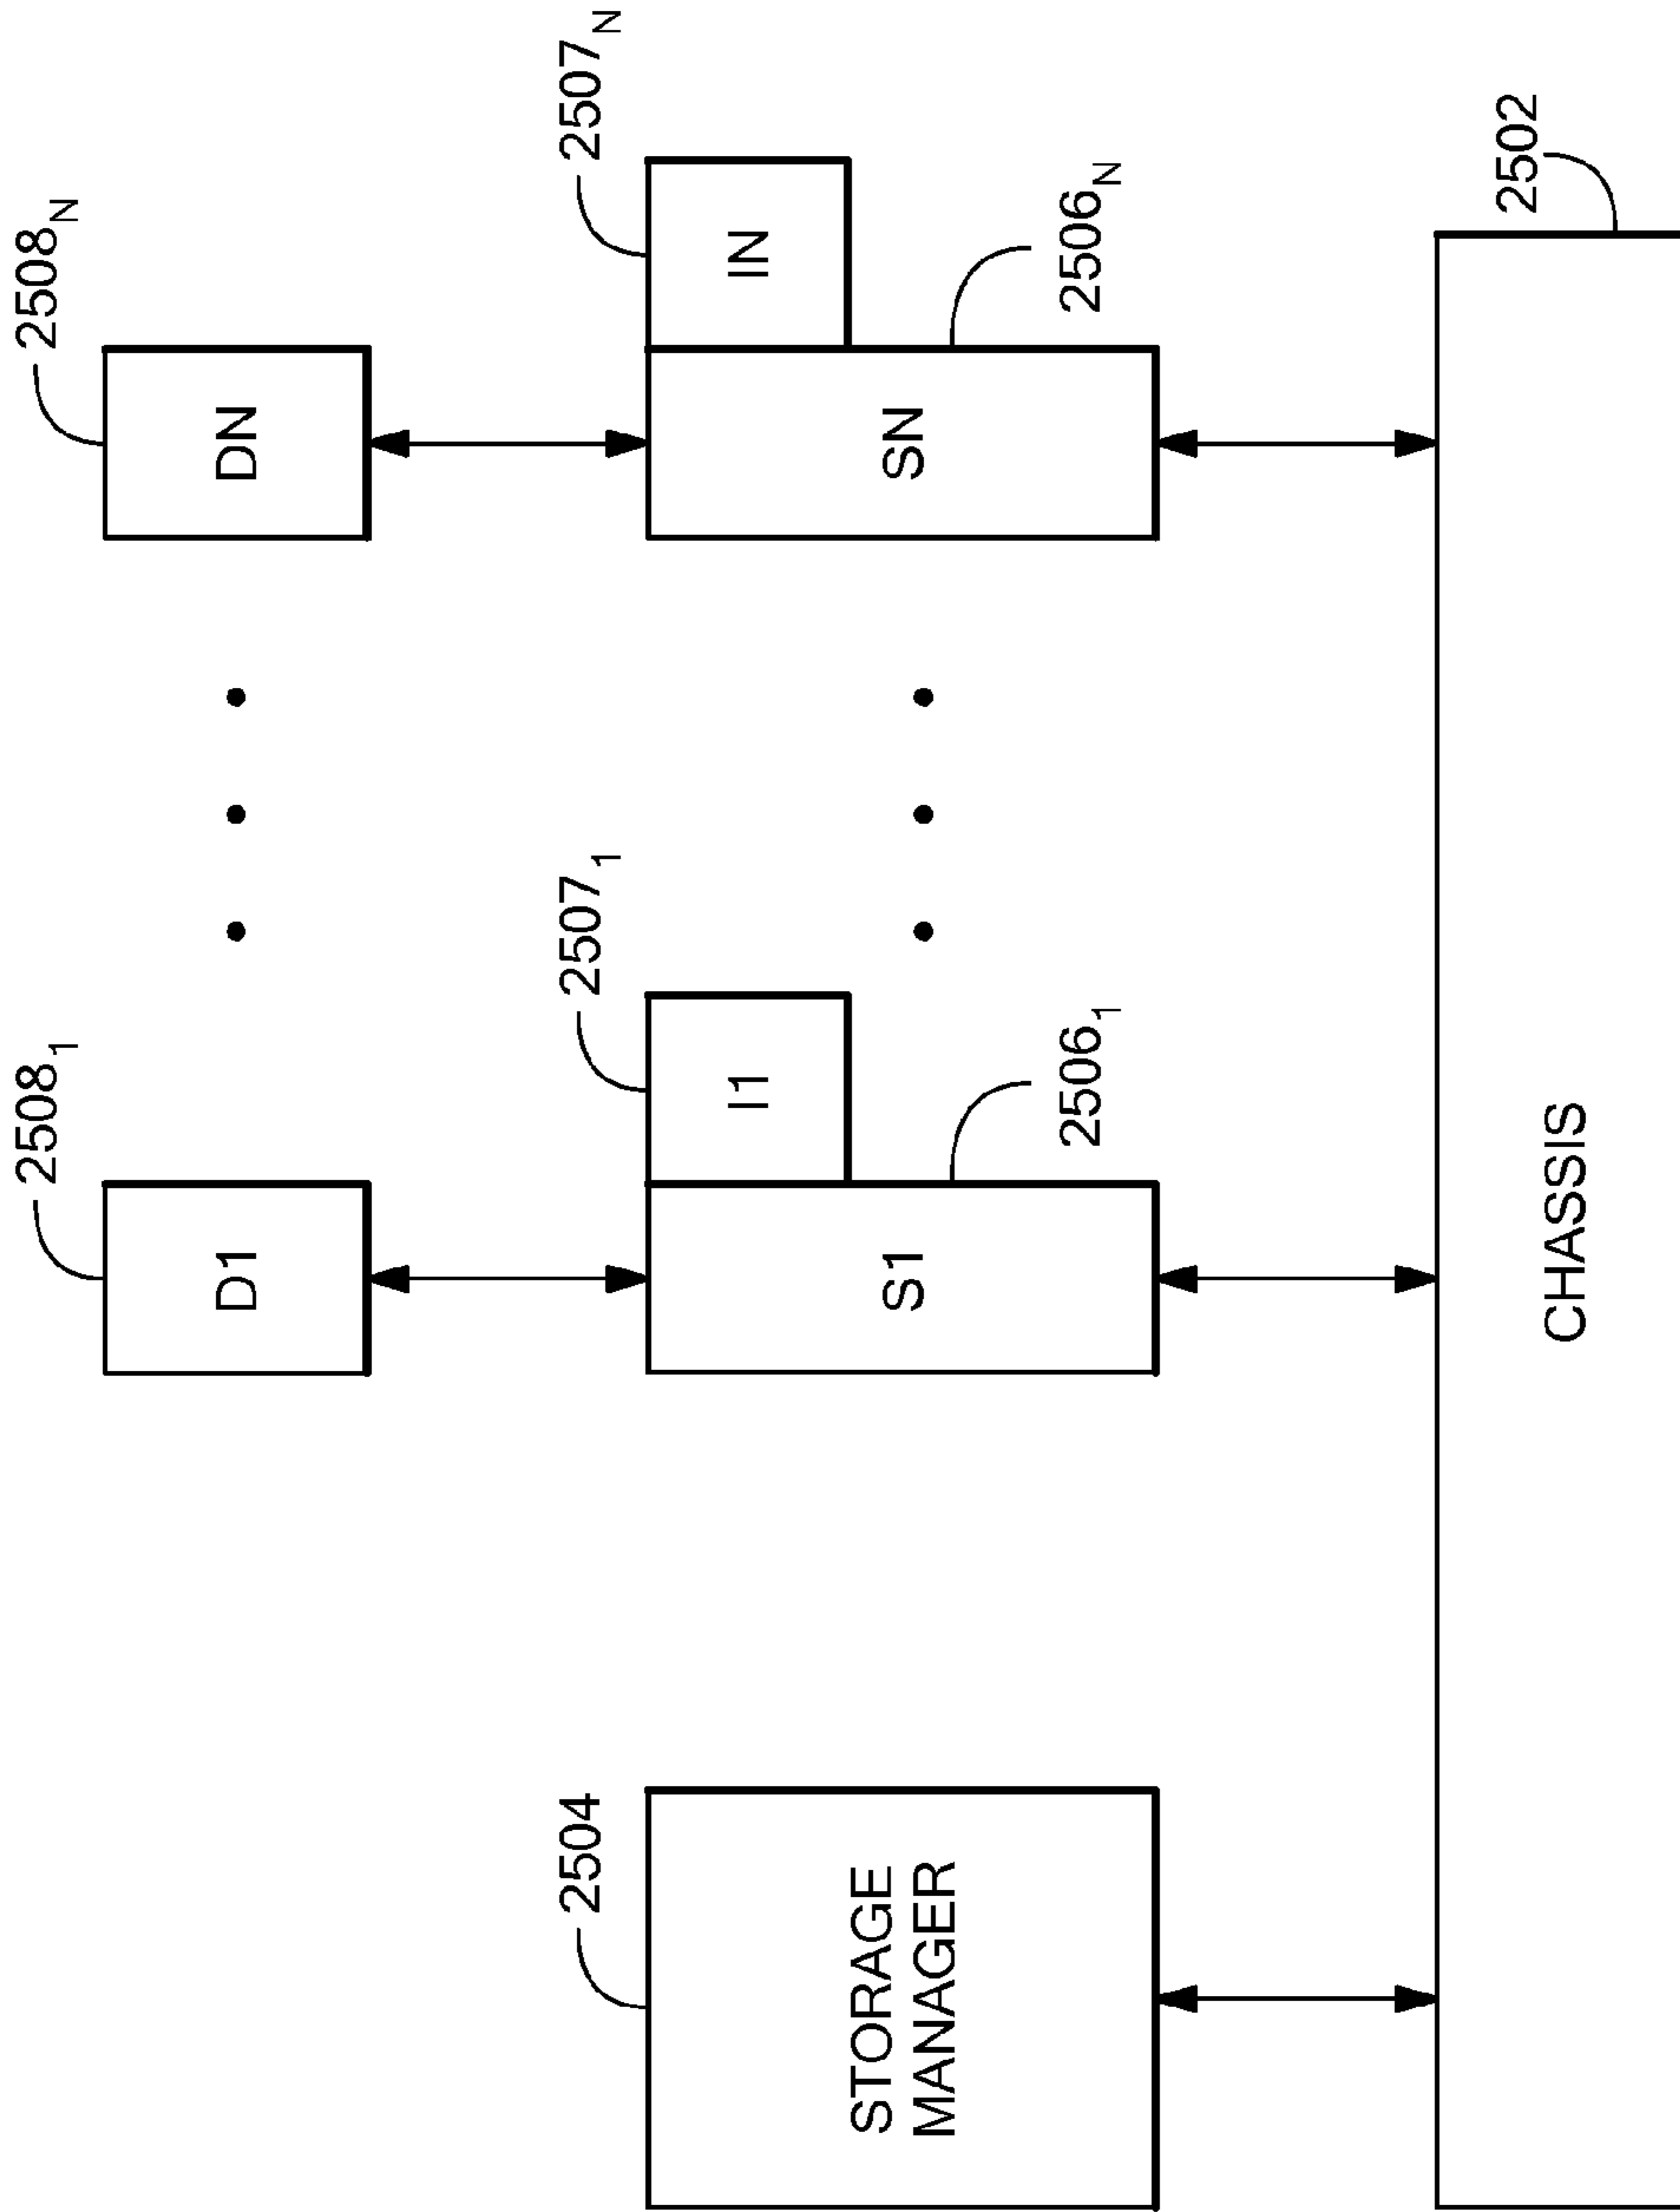 2508₁
2508N
D1
DN
2504
2507₁
2507N
I1
IN
STORAGE
MANAGER
S1
SN
2506₁
2506N
2502
CHASSIS